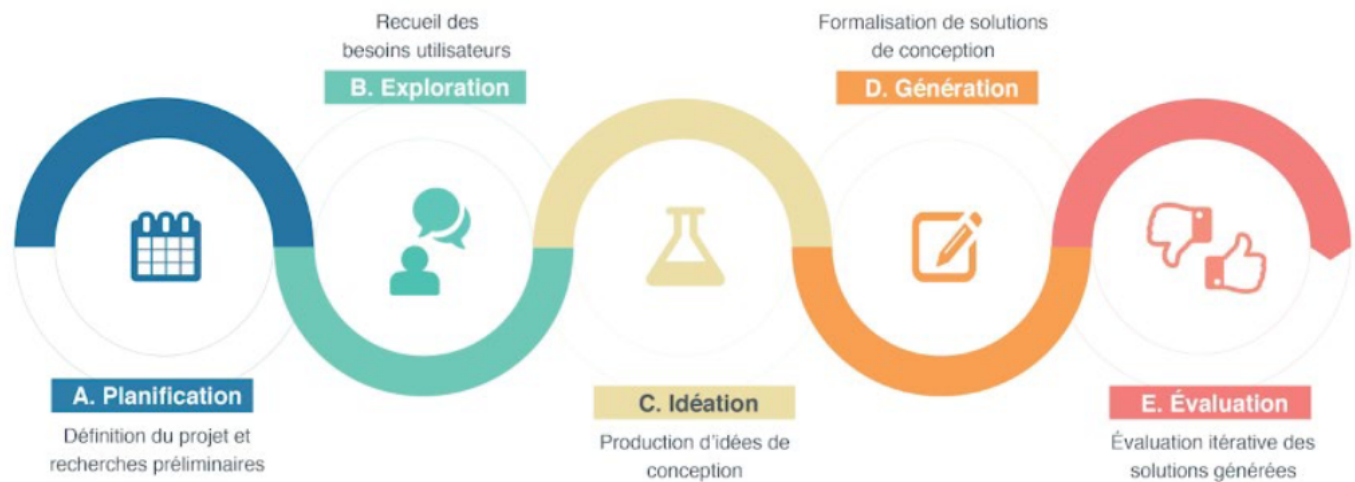 Recueil des
besoins utilisateurs
B. Exploration
Formalisation de solutions
de conception
D. Génération
A. Planification
Définition du projet et
recherches préliminaires
C. Idéation
Production d'idées de
conception
E. Évaluation
Évaluation itérative des
solutions générées